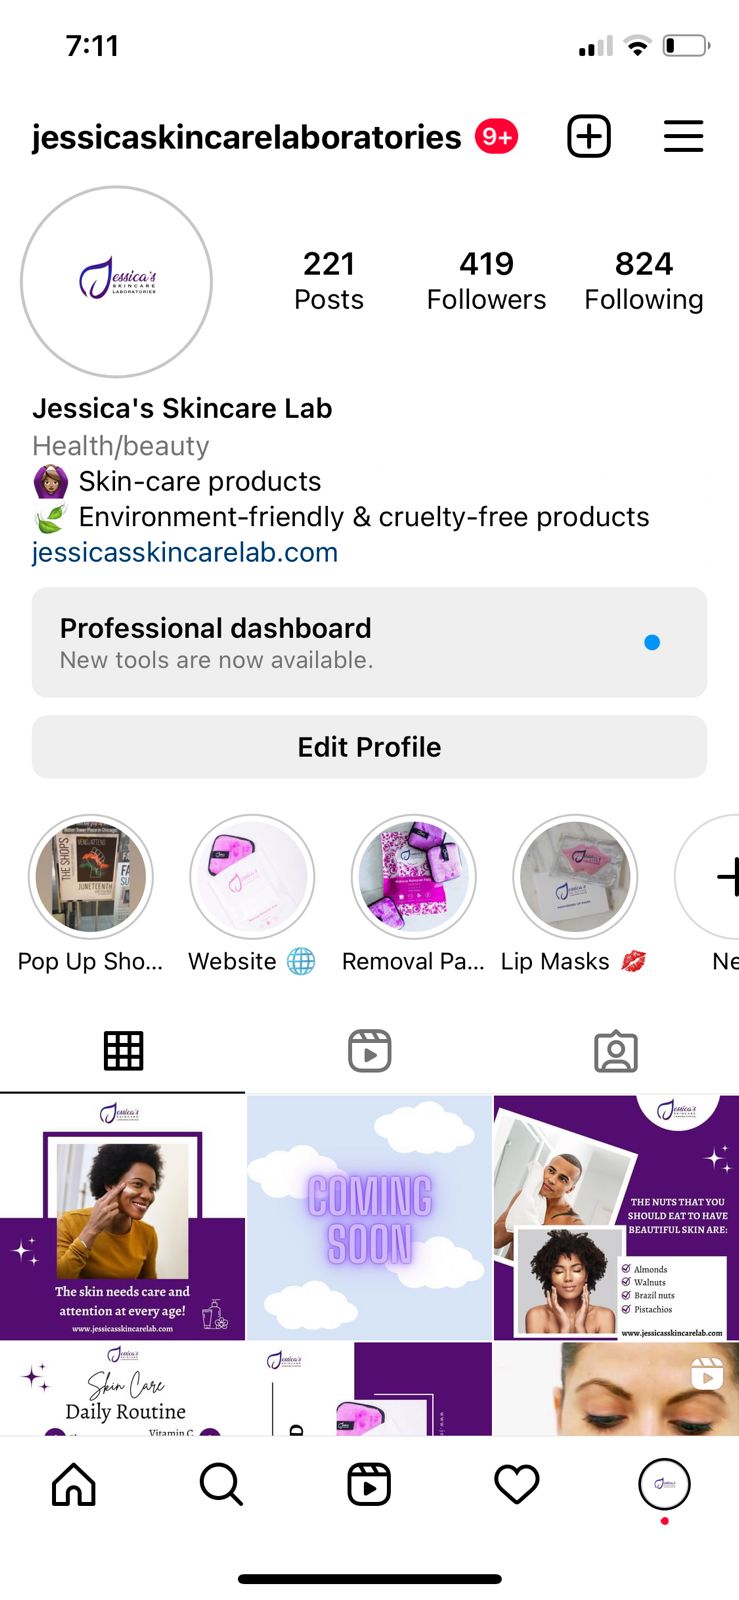 7:11
jessicaskincarelaboratories 9+
221
Posts
419
Followers
824
Following
Jessica's
SKINCARE
LABORATORIES
Jessica's Skincare Lab
Health/beauty
🙆🏽‍♀️ Skin-care products
🍃 Environment-friendly & cruelty-free products
jessicasskincarelab.com
Professional dashboard
New tools are now available.
Edit Profile
THE SHOPS
JUNETEENTH
Pop Up Sho...
Website 🌐
Removal Pa...
Lip Masks 💋
Ne
Jessica's
The skin needs care and
attention at every age!
www.jessicasskincarelab.com
COMING
SOON
Jessica's
THE NUTS THAT YOU
SHOULD EAT TO HAVE
BEAUTIFUL SKIN ARE:
Almonds
Walnuts
Brazil nuts
Pistachios
www.jessicasskincarelab.com
Jessica's
Skin Care
Daily Routine
Vitamin C
Jessica's
D